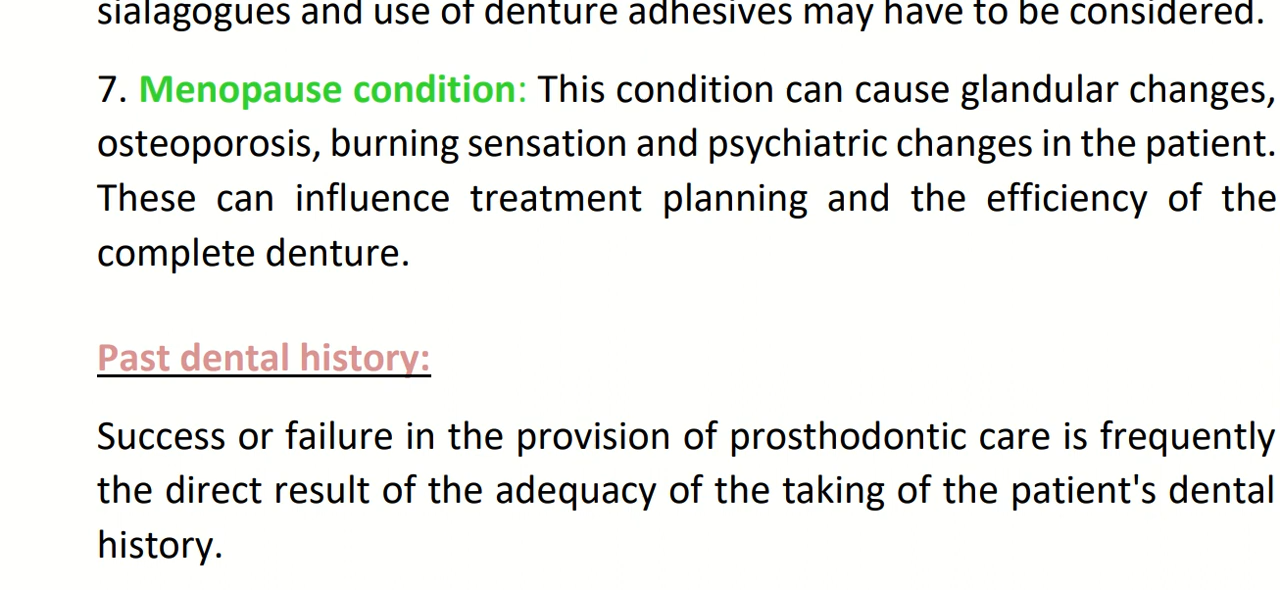 sialagogues and use of denture adhesives may have to be considered.
7. Menopause condition: This condition can cause glandular changes,
osteoporosis, burning sensation and psychiatric changes in the patient.
These can influence treatment planning and the efficiency of the
complete denture.
Past dental history:
Success or failure in the provision of prosthodontic care is frequently
the direct result of the adequacy of the taking of the patient's dental
history.